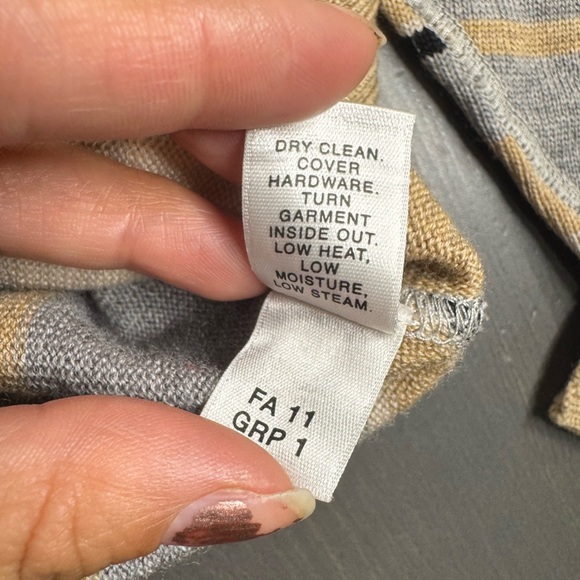 DRY CLEAN.
COVER
HARDWARE.
TURN
GARMENT
INSIDE OUT.
LOW HEAT,
LOW
MOISTURE,
LOW STEAM.
FA 11
GRP 1